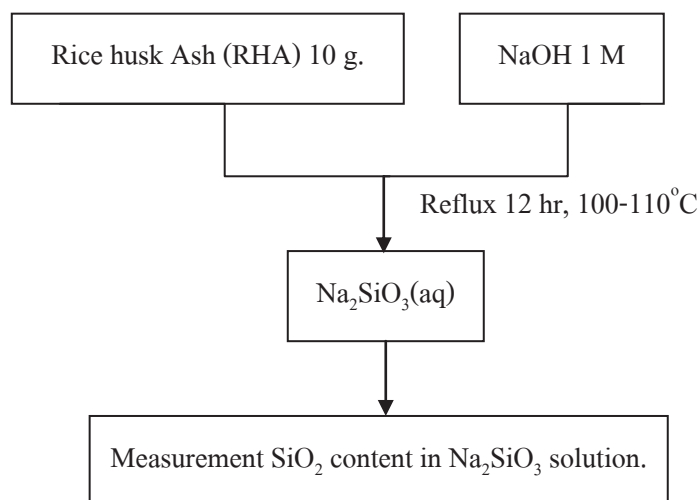 Rice husk Ash (RHA) 10 g.
NaOH 1 M
Reflux 12 hr, 100-110°C
Na₂SiO₃(aq)
Measurement SiO₂ content in Na₂SiO₃ solution.